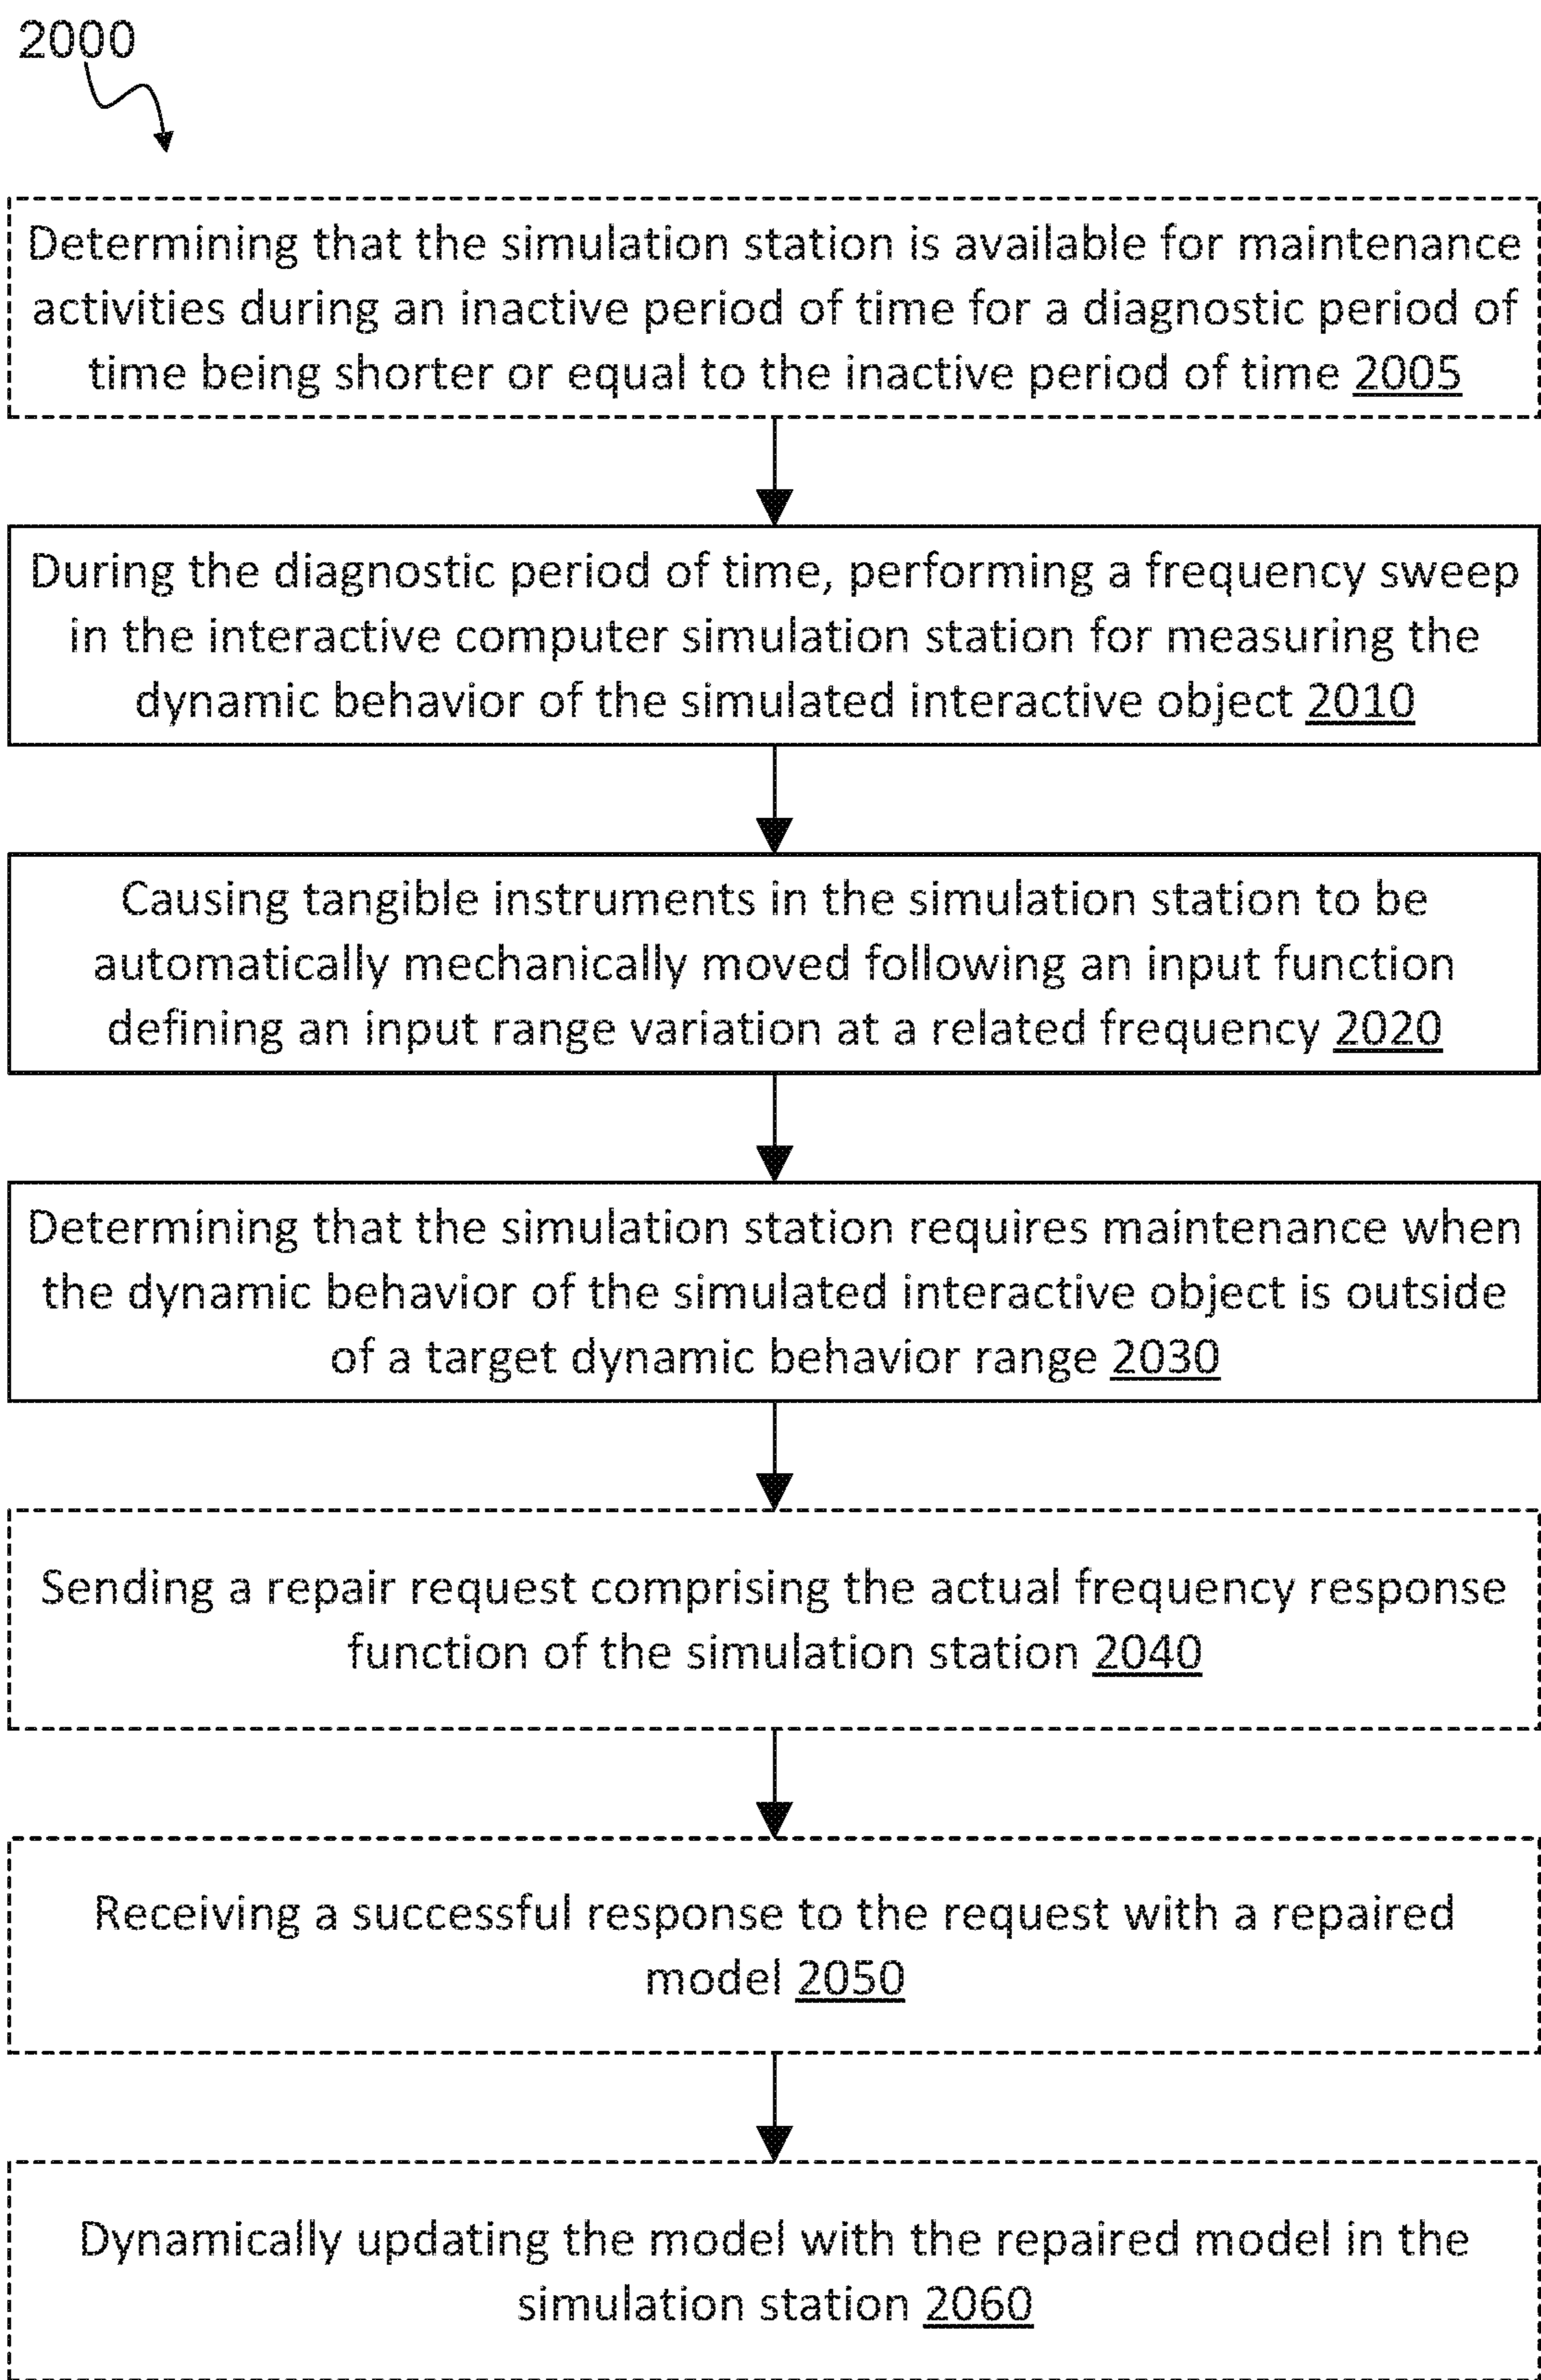 2000
Determining that the simulation station is available for maintenance
activities during an inactive period of time for a diagnostic period of
time being shorter or equal to the inactive period of time 2005
During the diagnostic period of time, performing a frequency sweep
in the interactive computer simulation station for measuring the
dynamic behavior of the simulated interactive object 2010
Causing tangible instruments in the simulation station to be
automatically mechanically moved following an input function
defining an input range variation at a related frequency 2020
Determining that the simulation station requires maintenance when
the dynamic behavior of the simulated interactive object is outside
of a target dynamic behavior range 2030
Sending a repair request comprising the actual frequency response
function of the simulation station 2040
Receiving a successful response to the request with a repaired
model 2050
Dynamically updating the model with the repaired model in the
simulation station 2060